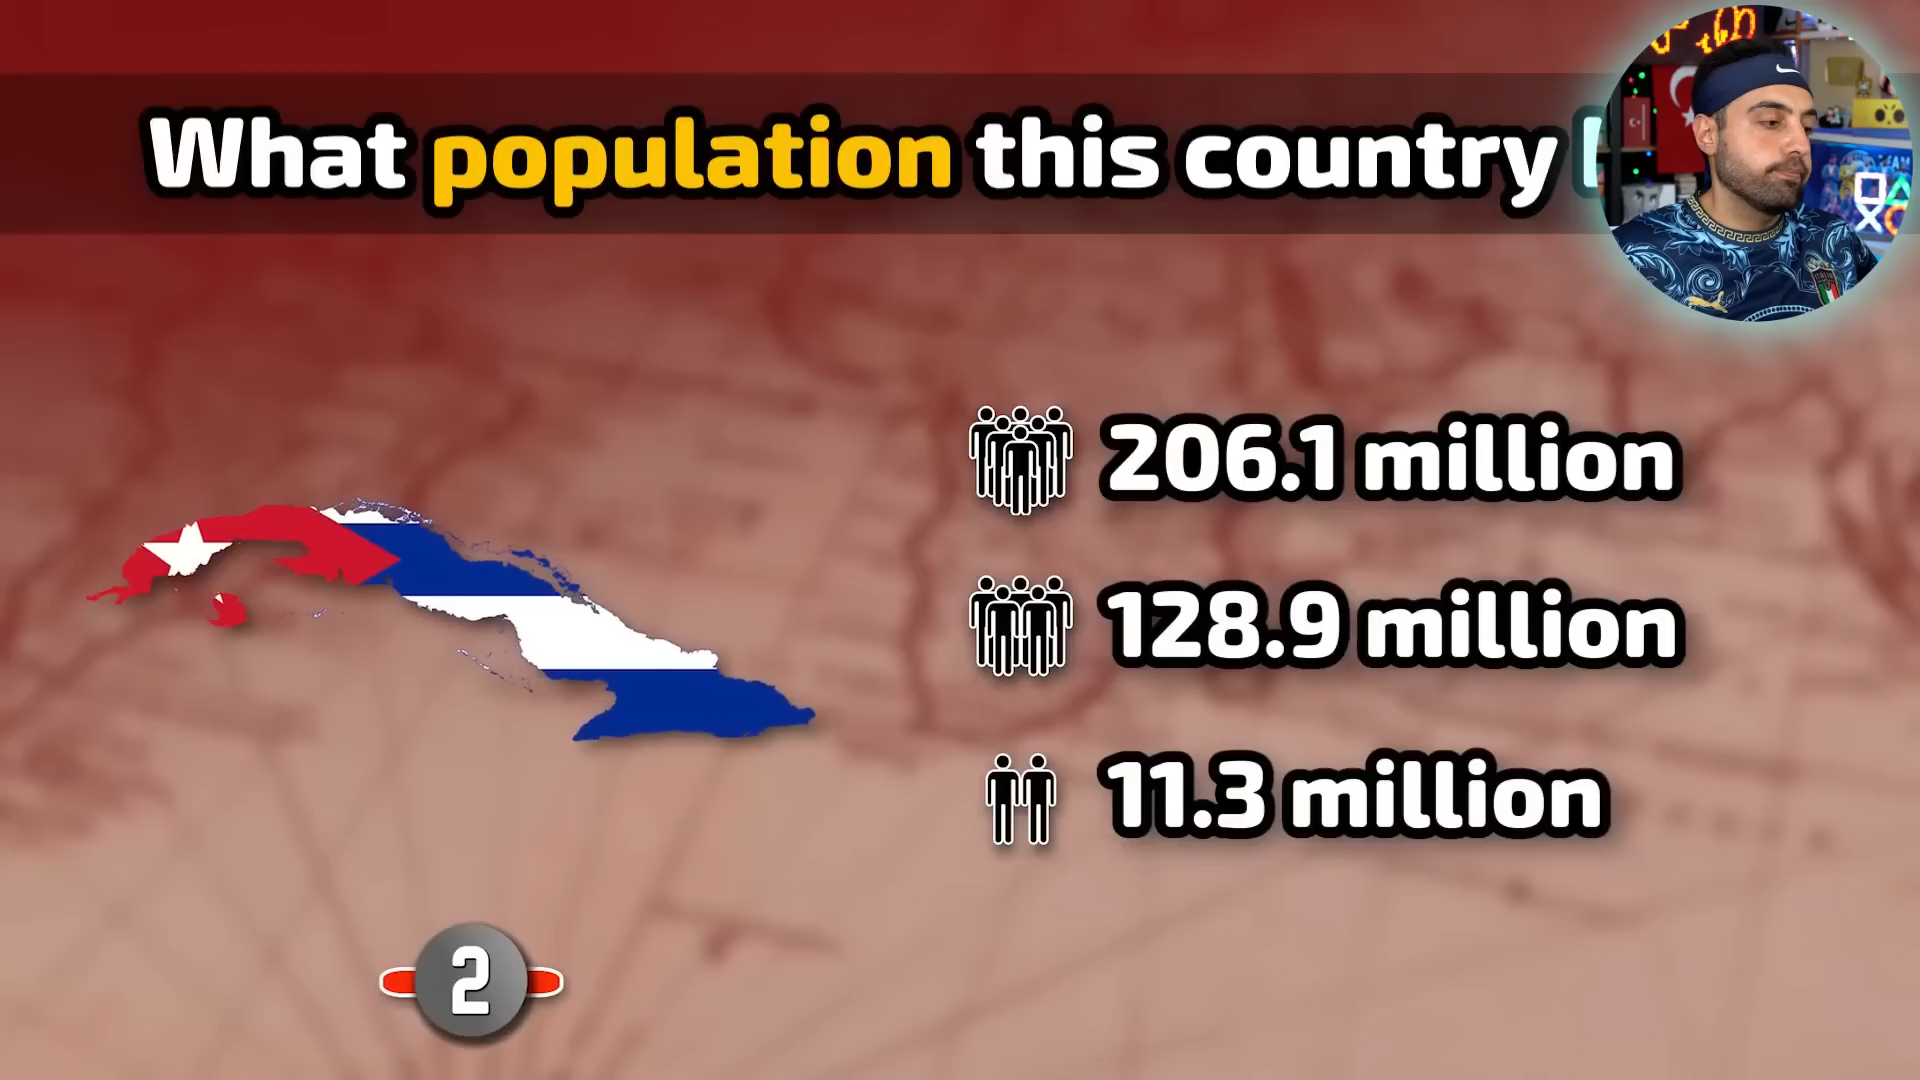 What population this country
206.1 million
128.9 million
11.3 million
2